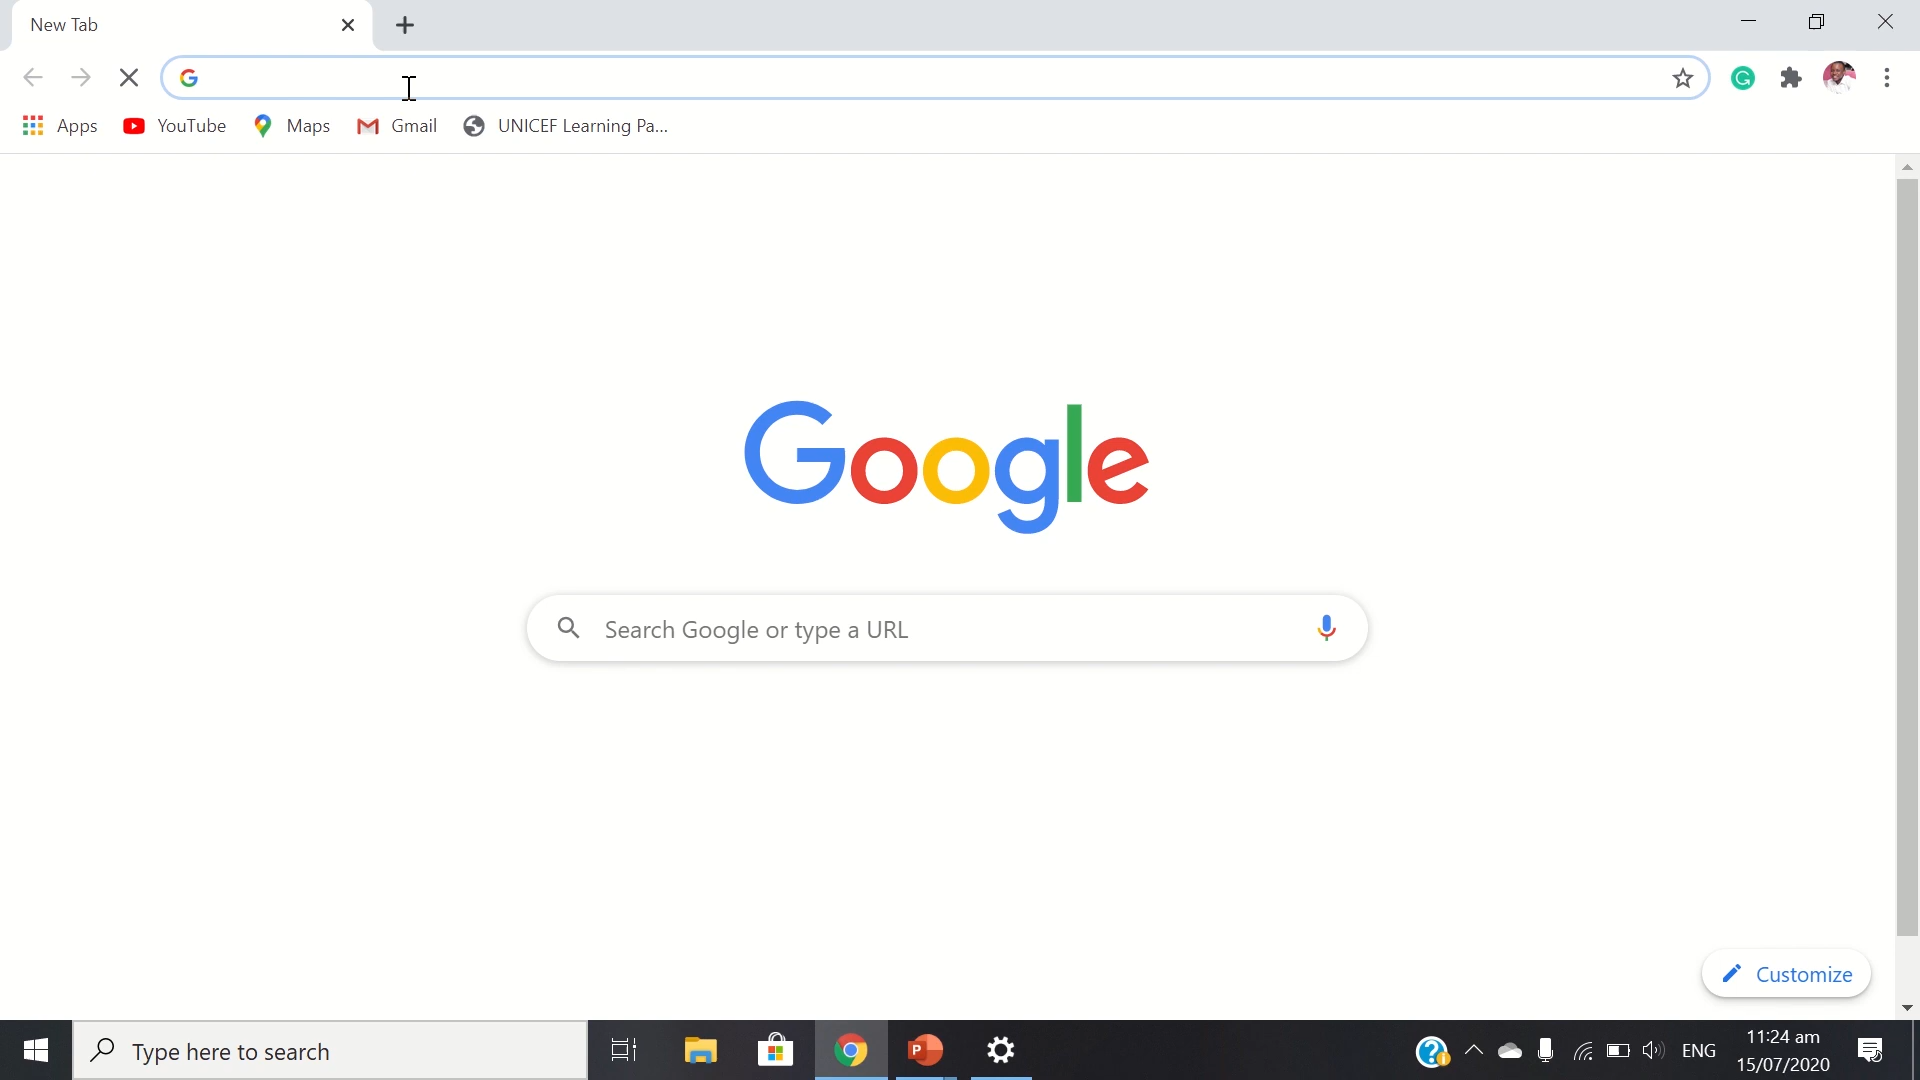 New Tab
Apps YouTube Maps Gmail UNICEF Learning Pa...
Google
Search Google or type a URL
Customize
Type here to search
ENG
11:24 am
15/07/2020